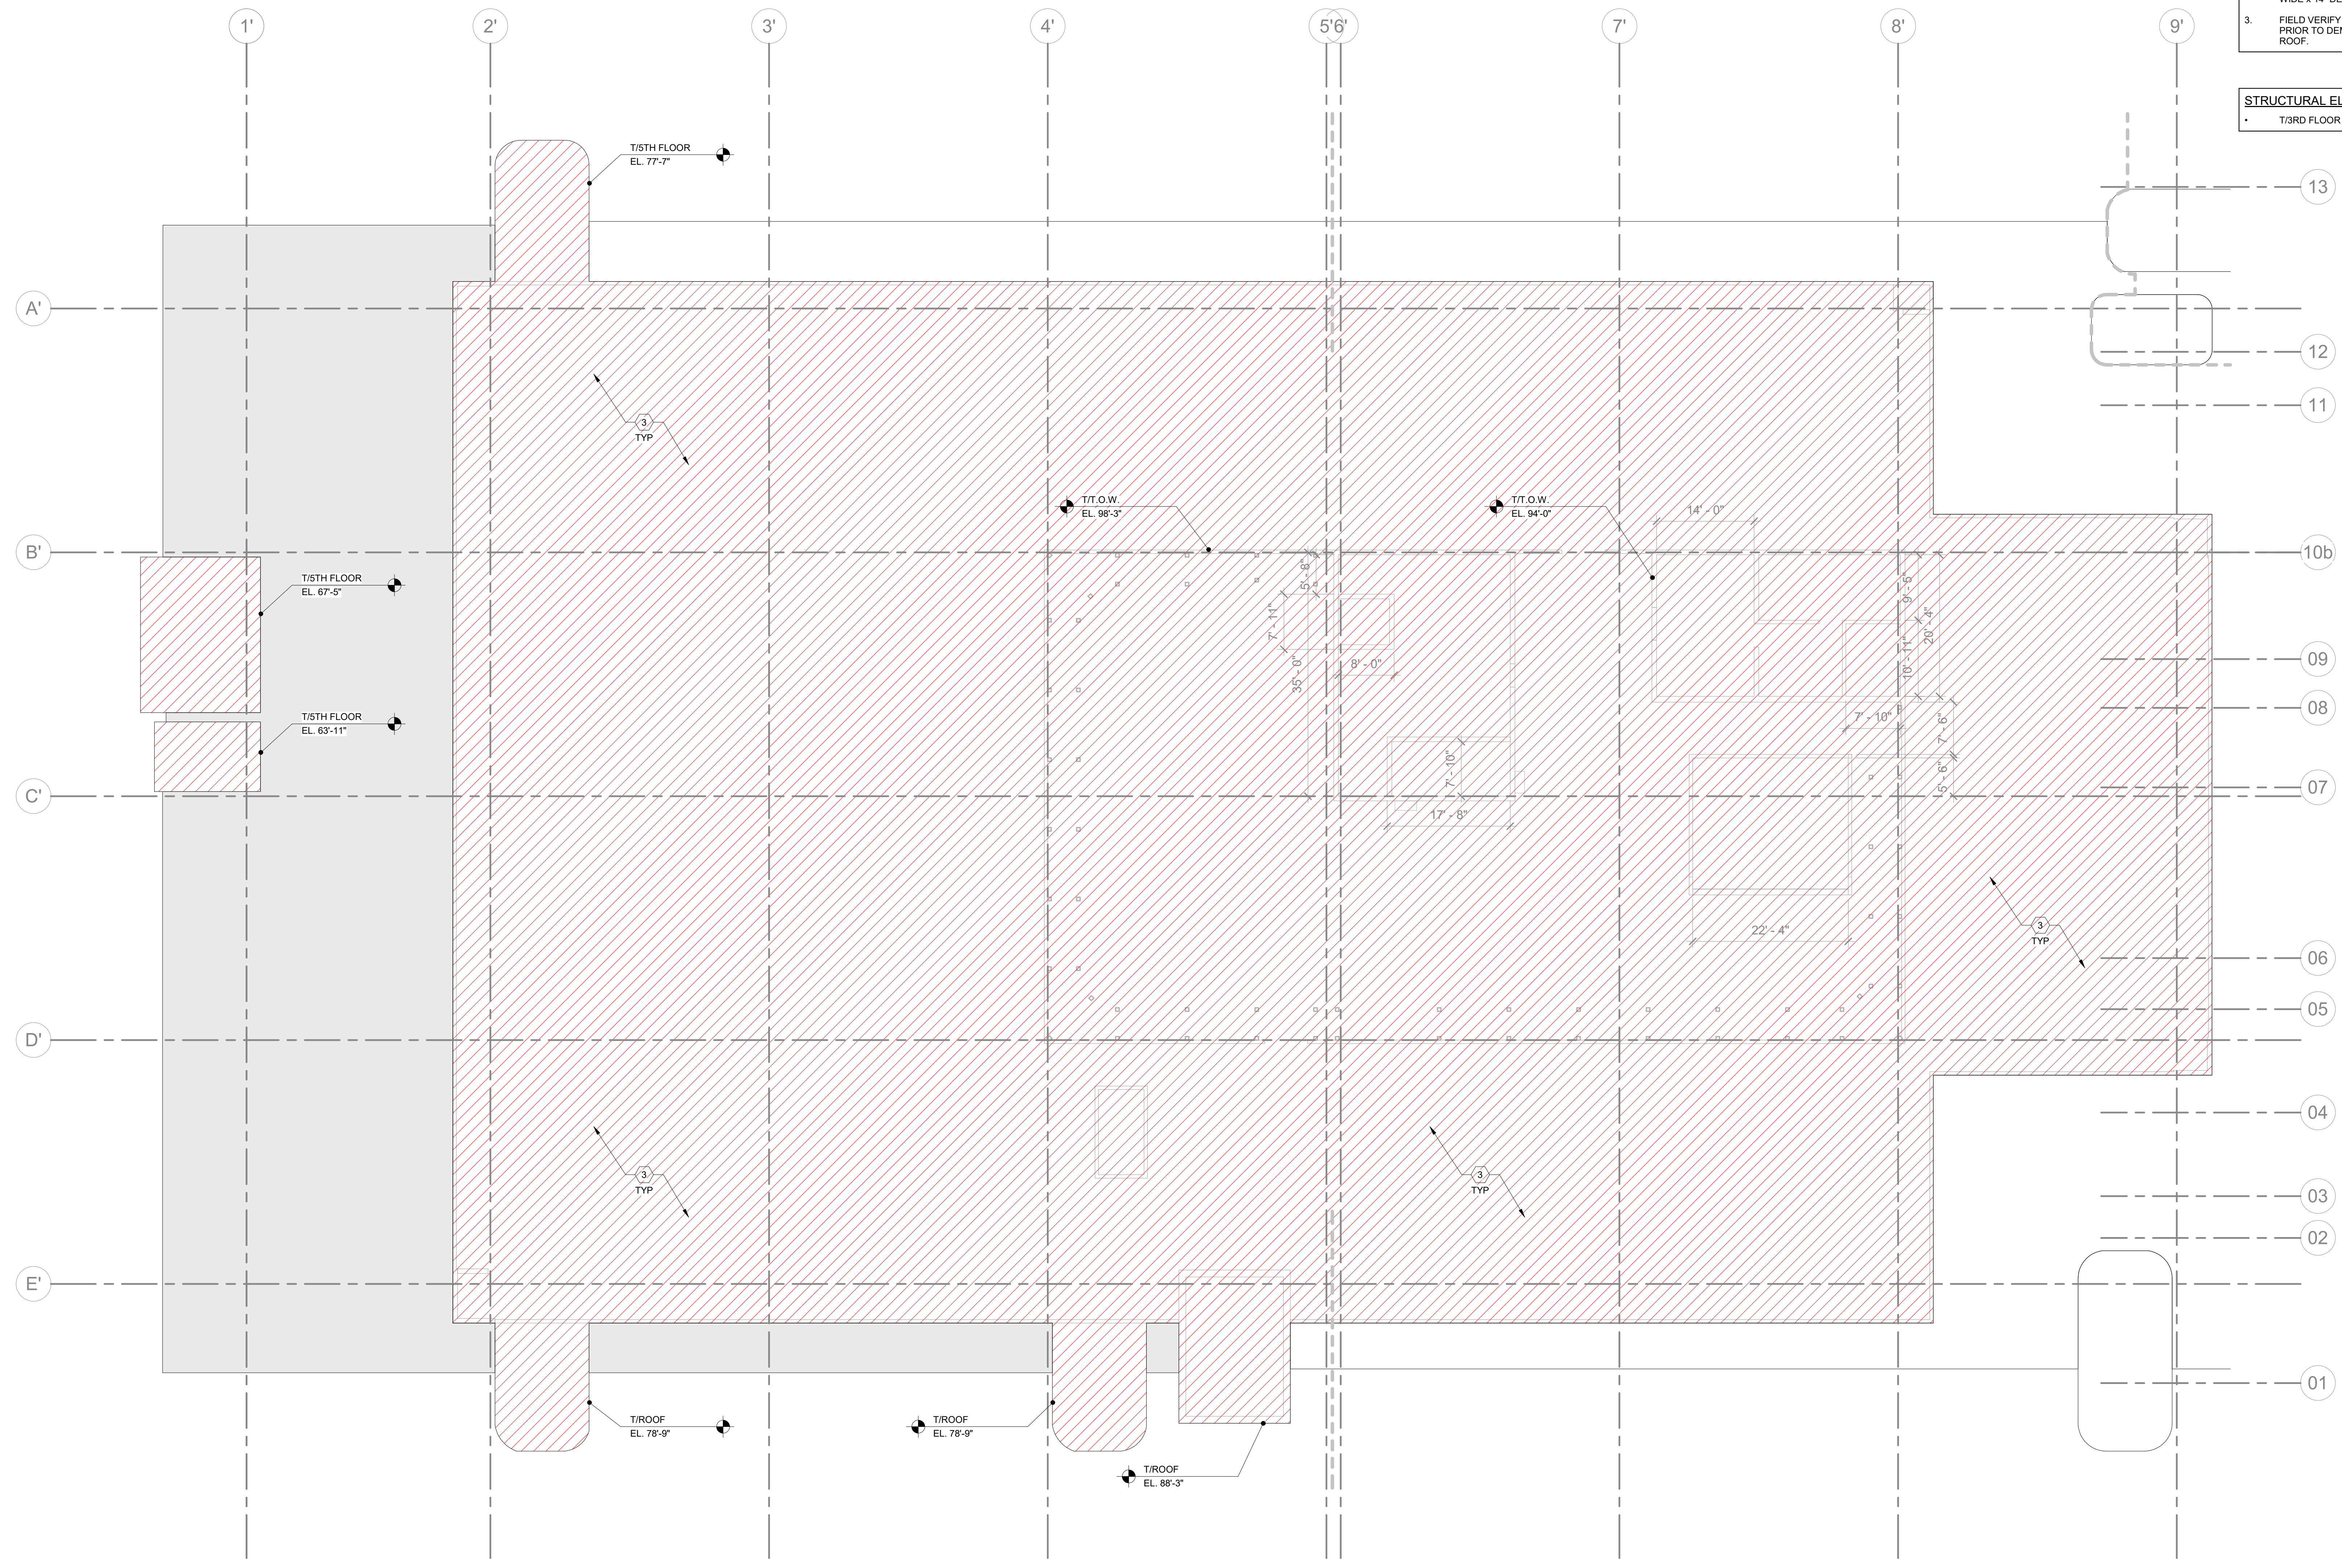 1'
2'
3'
4'
5'
6'
7'
8'
9'
3. FIELD VERIFY
PRIOR TO
ROOF.
STRUCTURAL
• T/3RD FLOOR
T/5TH FLOOR
EL. 77'-7"
13
A'
12
11
3
TYP
T/T.O.W.
EL. 98'-3"
T/T.O.W.
EL. 94'-0"
14' - 0"
B'
10b
5' - 8"
9' - 5"
T/5TH FLOOR
EL. 67'-5"
7' - 11"
20' - 4"
35' - 0"
8' - 0"
10' - 11"
09
08
T/5TH FLOOR
EL. 63'-11"
7' - 10"
7' - 6"
7' - 10"
5' - 6"
07
C'
17' - 8"
22' - 4"
3
TYP
06
05
D'
04
3
TYP
3
TYP
03
02
E'
01
T/ROOF
EL. 78'-9"
T/ROOF
EL. 78'-9"
T/ROOF
EL. 88'-3"